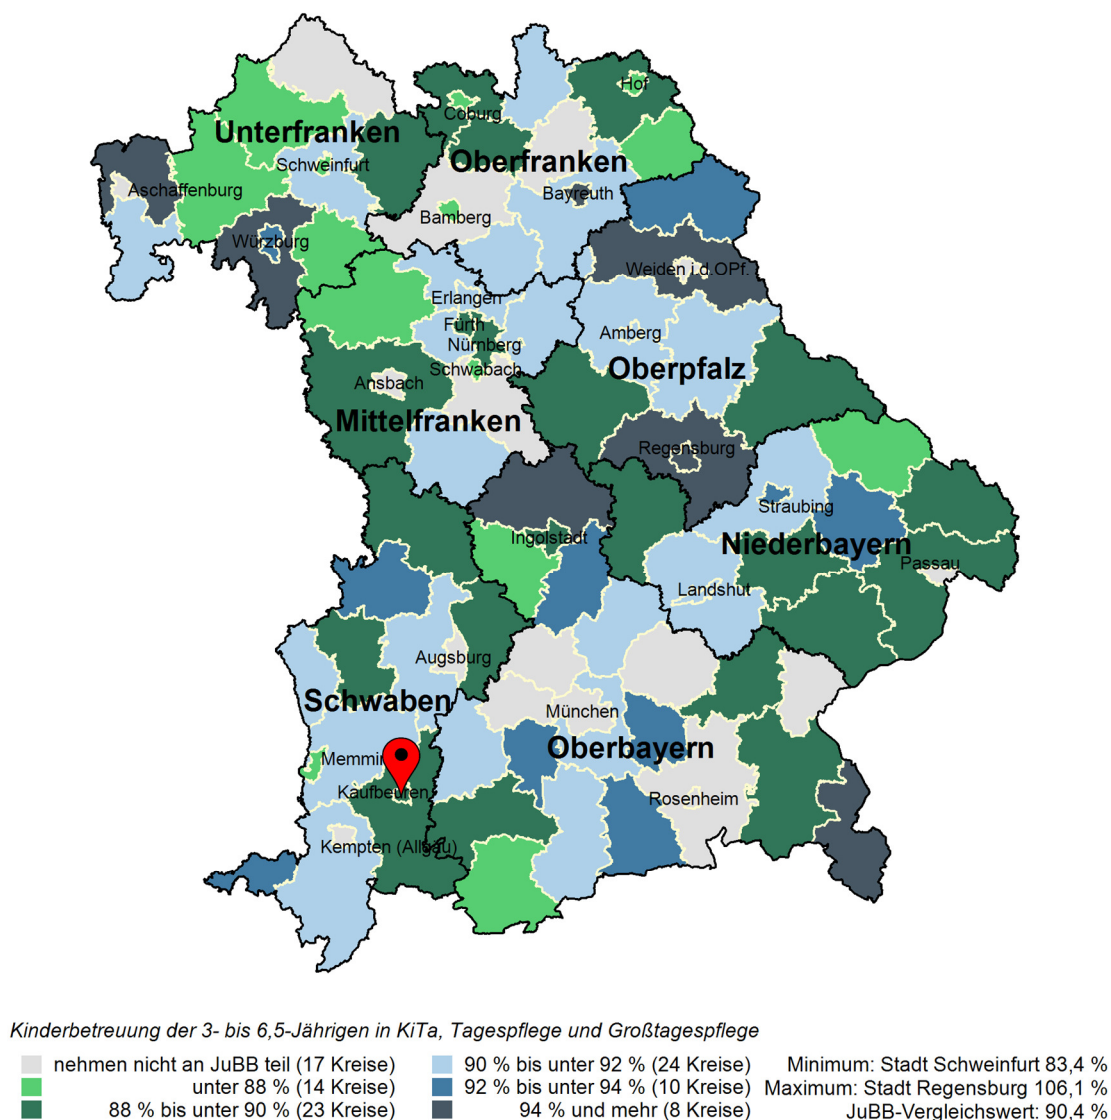 Hof
Coburg
Unterfranken
Oberfranken
Schweinfurt
Aschaffenburg
Bayreuth
Bamberg
Würzburg
Weiden i.d.OPf.
Erlangen
Fürth
Amberg
Nürnberg
Schwabach
Oberpfalz
Ansbach
Mittelfranken
Regensburg
Straubing
Ingolstadt
Niederbayern
Passau
Landshut
Augsburg
Schwaben
München
Oberbayern
Kaufbeuren
Rosenheim
Kempten (Allgäu)
Kinderbetreuung der 3- bis 6,5-Jährigen in KiTa, Tagespflege und Großtagespflege
nehmen nicht an JuBB teil (17 Kreise)
unter 88 % (14 Kreise)
88 % bis unter 90 % (23 Kreise)
90 % bis unter 92 % (24 Kreise)
92 % bis unter 94 % (10 Kreise)
94 % und mehr (8 Kreise)
Minimum: Stadt Schweinfurt 83,4 %
Maximum: Stadt Regensburg 106,1 %
JuBB-Vergleichswert: 90,4 %